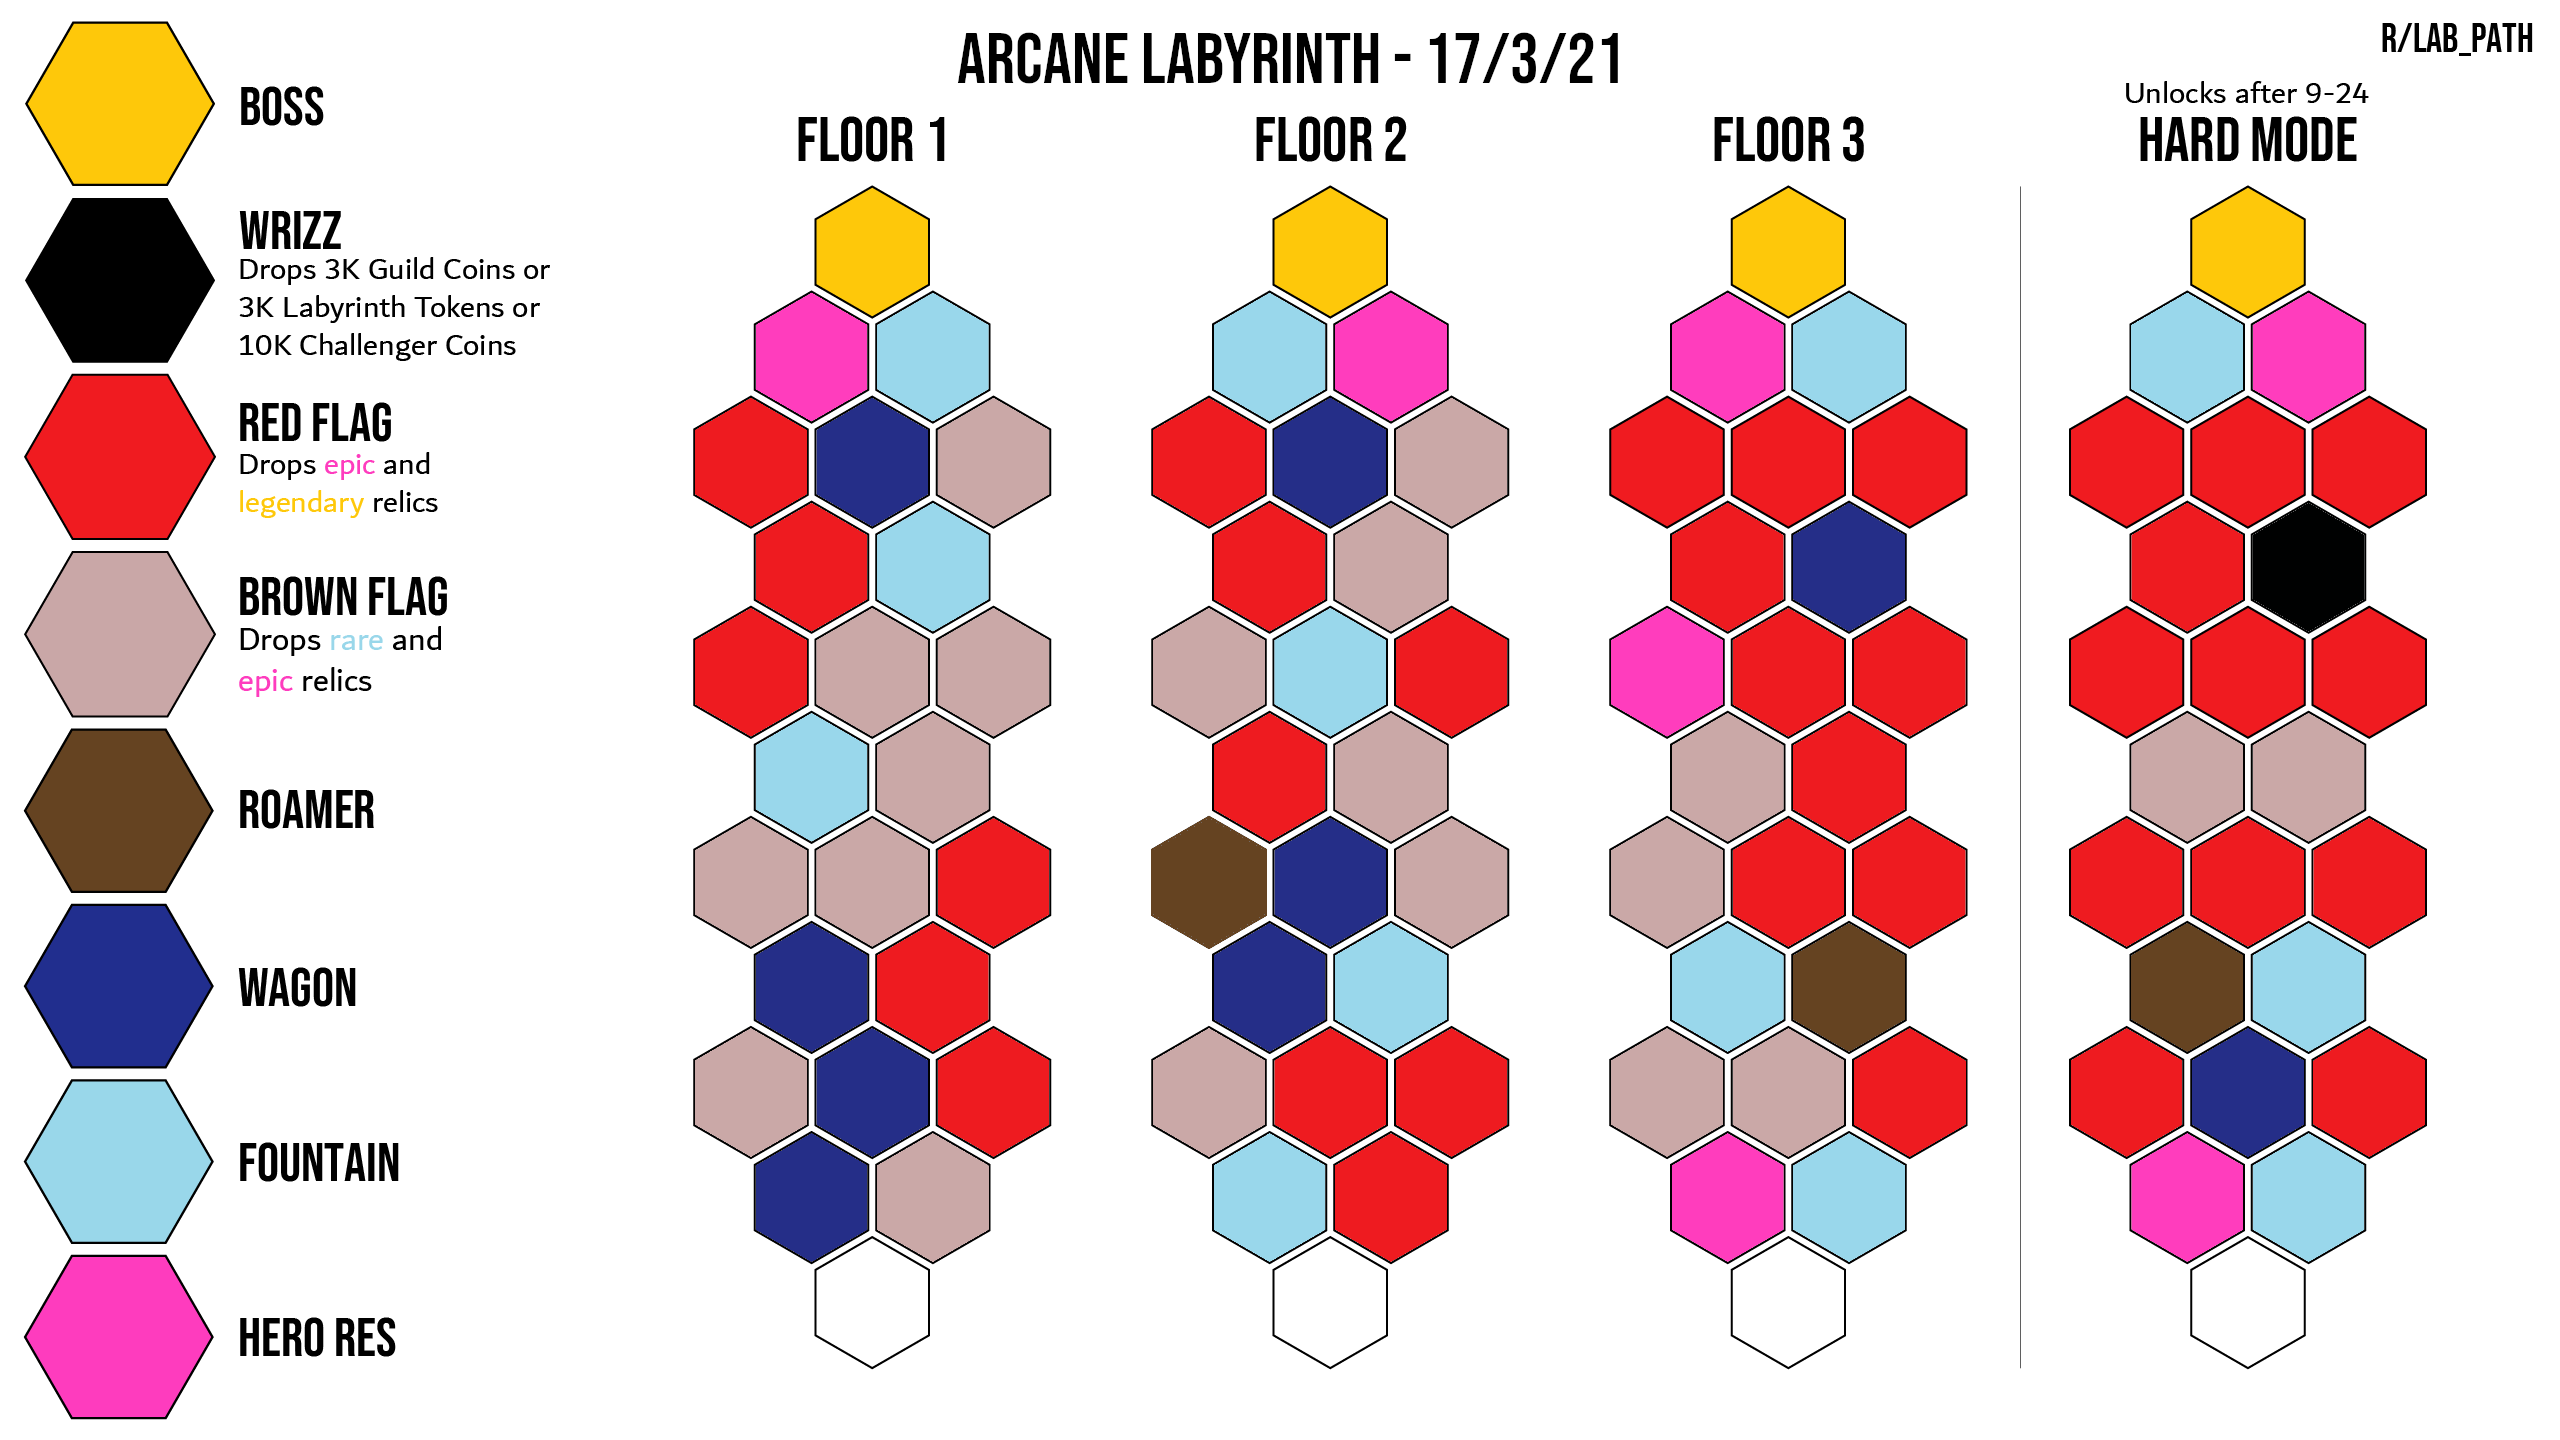 ARCANE LABYRINTH - 17/3/21
R/LAB_PATH
BOSS
WRIZZ
Drops 3K Guild Coins or
3K Labyrinth Tokens or
10K Challenger Coins
RED FLAG
Drops epic and
legendary relics
BROWN FLAG
Drops rare and
epic relics
ROAMER
WAGON
FOUNTAIN
HERO RES
FLOOR 1
FLOOR 2
FLOOR 3
Unlocks after 9-24
HARD MODE